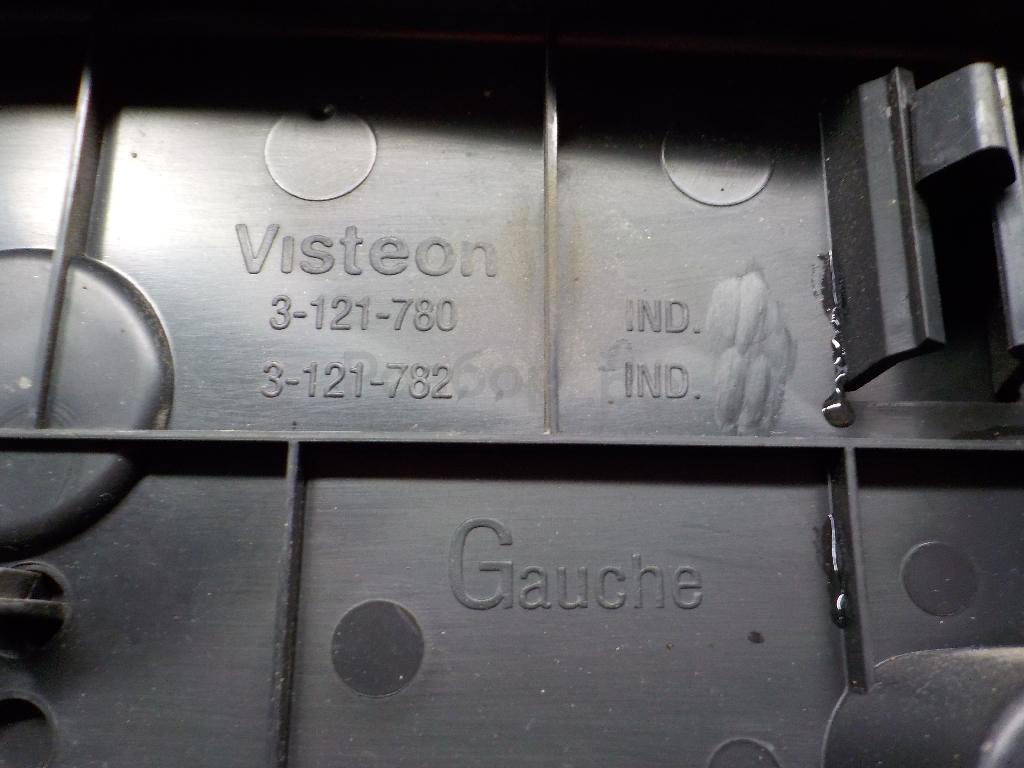 Visteon
3-121-780 IND.
3-121-782 IND.
Gauche